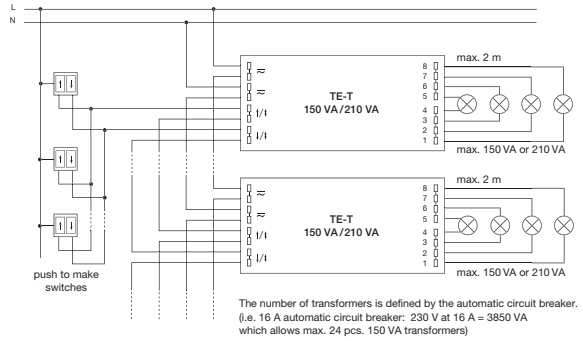 L
N
max. 2 m
TE-T
150 VA/210 VA
≂
≂
↑/↕
↓/↕
8
7
6
5
4
3
2
1
max. 150 VA or 210 VA
max. 2 m
TE-T
150 VA/210 VA
≂
≂
↑/↕
↓/↕
8
7
6
5
4
3
2
1
max. 150 VA or 210 VA
push to make
switches
The number of transformers is defined by the automatic circuit breaker.
(i.e. 16 A automatic circuit breaker: 230 V at 16 A = 3850 VA
which allows max. 24 pcs. 150 VA transformers)